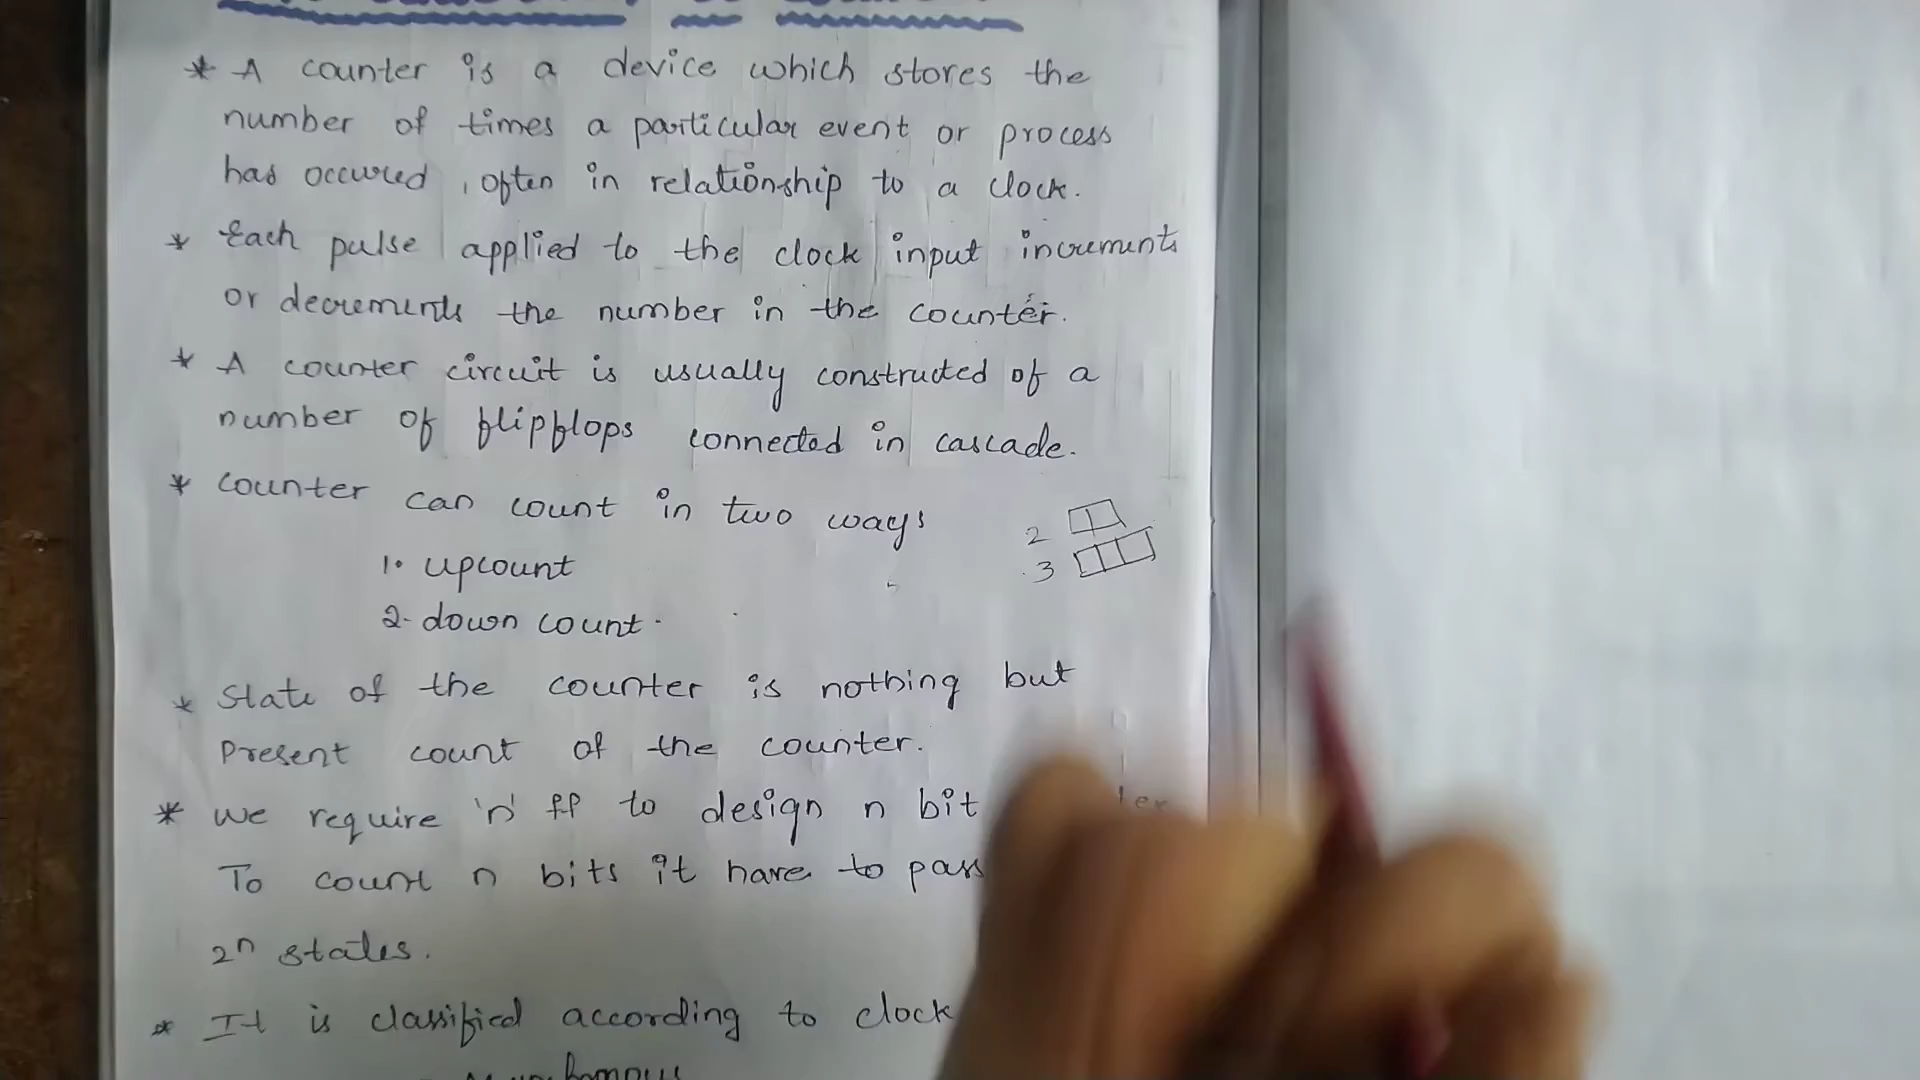 * A counter is a device which stores the
number of times a particular event or process
has occured , often in relationship to a clock.
* Each pulse applied to the clock input increments
or decrements the number in the counter.
* A counter circuit is usually constructed of a
number of flipflops connected in cascade.
* counter can count in two ways
1. upcount
2. down count.
2
3
* State of the counter is nothing but
Present count of the counter.
* we require 'n' ff to design n bit
To count n bits it have to pass
2ⁿ states.
* It is classified according to clock